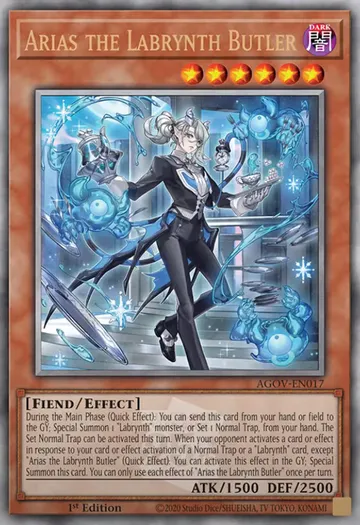 ARIAS THE LABRYNTH BUTLER
DARK
闇
AGOV-EN017
[FIEND/EFFECT]
During the Main Phase (Quick Effect): You can send this card from your hand or field to
the GY; Special Summon 1 "Labrynth" monster, or Set 1 Normal Trap, from your hand. The
Set Normal Trap can be activated this turn. When your opponent activates a card or effect
in response to your card or effect activation of a Normal Trap or a "Labrynth" card, except
"Arias the Labrynth Butler" (Quick Effect): You can activate this effect in the GY; Special
Summon this card. You can only use each effect of "Arias the Labrynth Butler" once per turn.
ATK/1500 DEF/2500
1st Edition
©2020 Studio Dice/SHUEISHA, TV TOKYO, KONAMI